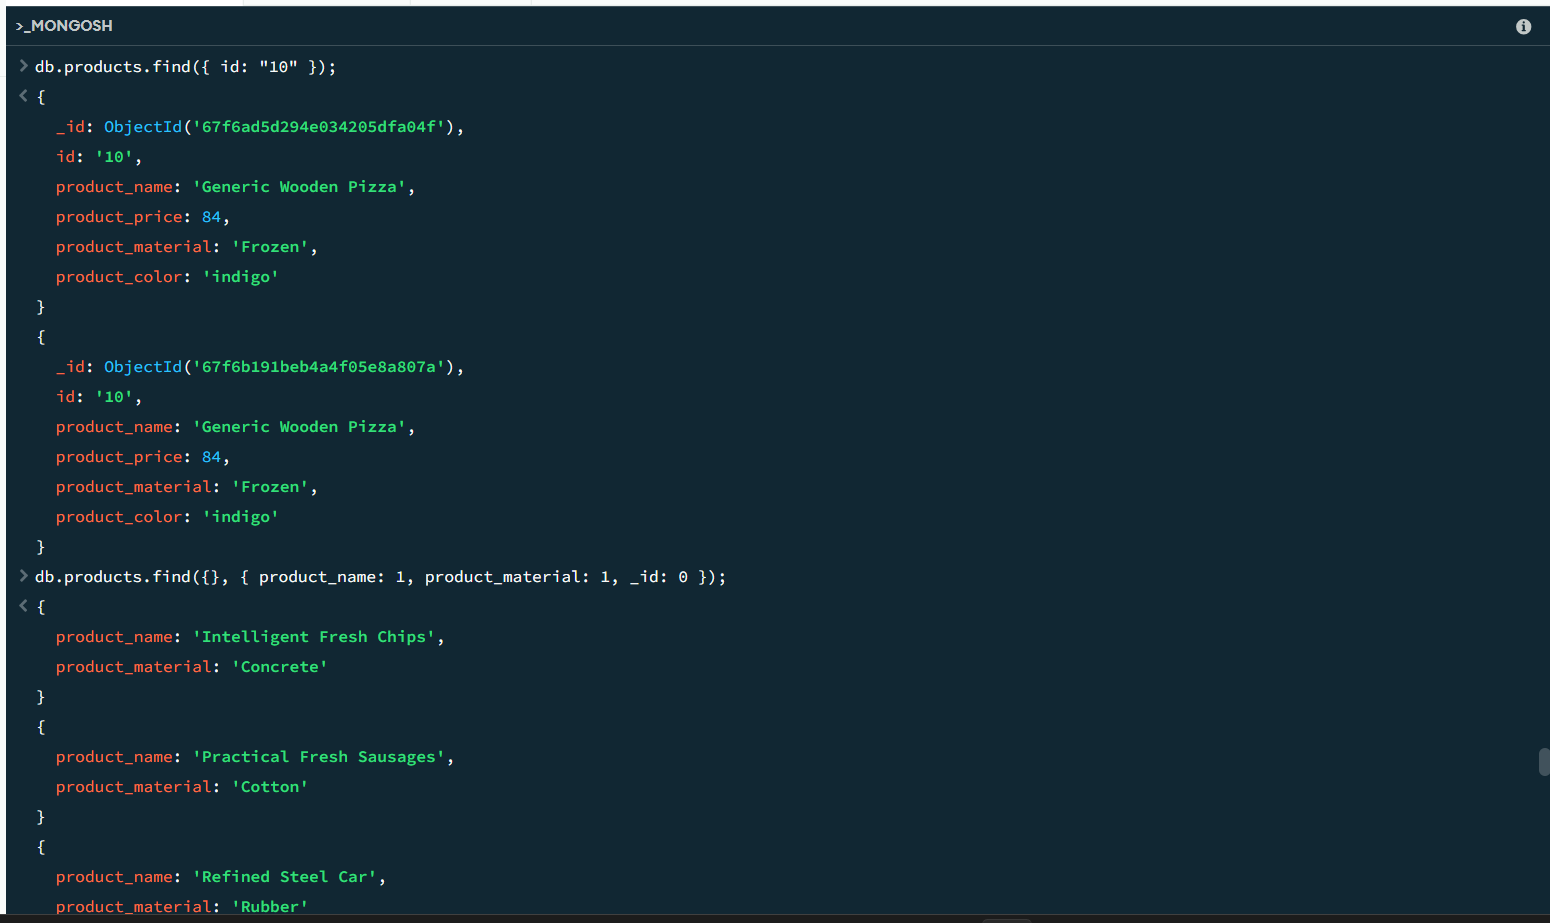 >_MONGOSH
> db.products.find({ id: "10" });
< {
_id: ObjectId('67f6ad5d294e034205dfa04f'),
id: '10',
product_name: 'Generic Wooden Pizza',
product_price: 84,
product_material: 'Frozen',
product_color: 'indigo'
}
{
_id: ObjectId('67f6b191beb4a4f05e8a807a'),
id: '10',
product_name: 'Generic Wooden Pizza',
product_price: 84,
product_material: 'Frozen',
product_color: 'indigo'
}
> db.products.find({}, { product_name: 1, product_material: 1, _id: 0 });
< {
product_name: 'Intelligent Fresh Chips',
product_material: 'Concrete'
}
{
product_name: 'Practical Fresh Sausages',
product_material: 'Cotton'
}
{
product_name: 'Refined Steel Car',
product_material: 'Rubber'